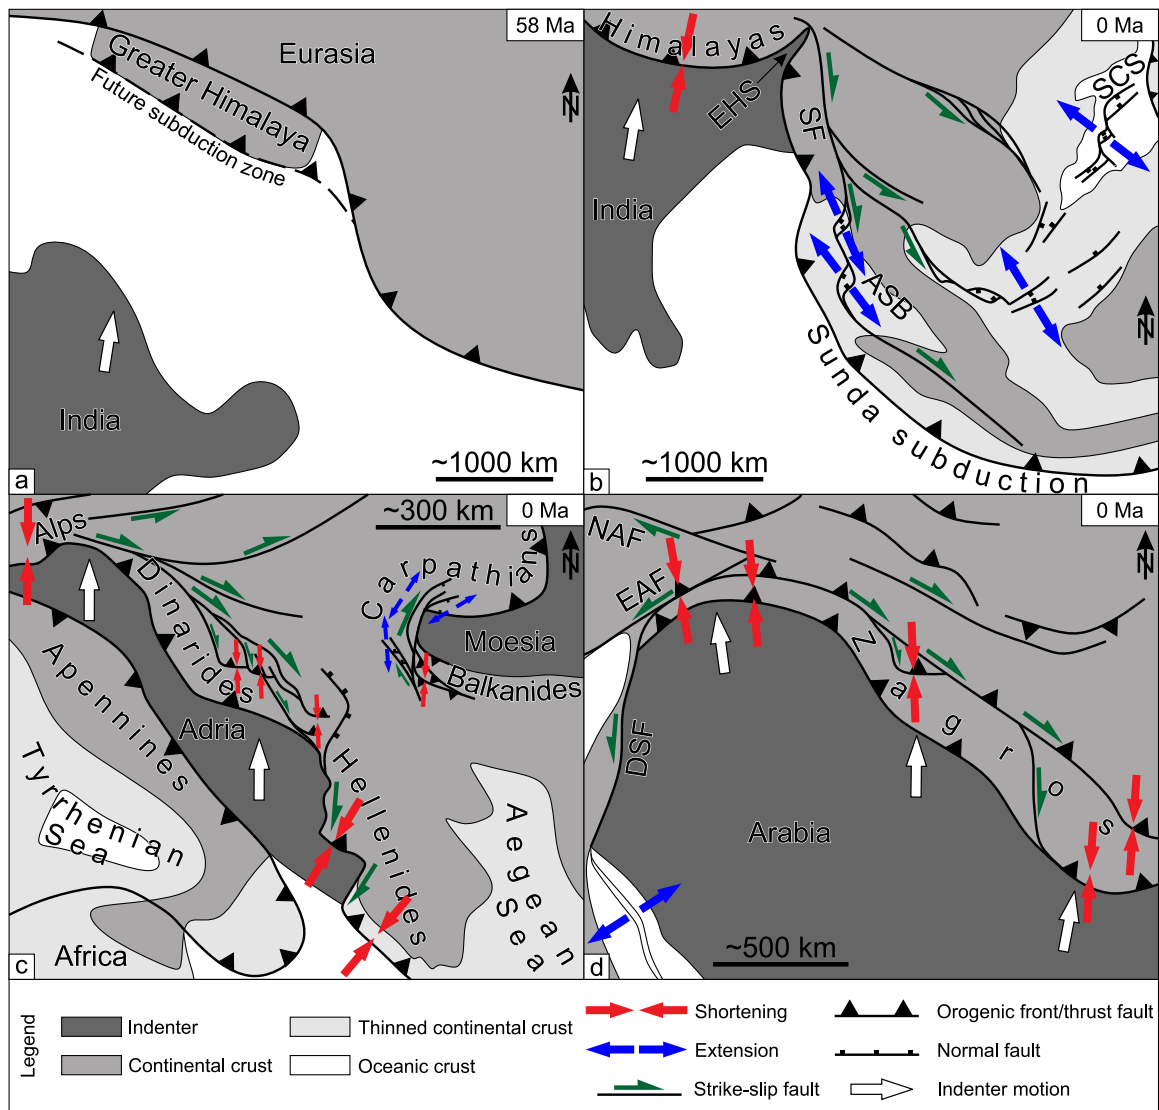 58 Ma
Eurasia
Greater Himalaya
Future subduction zone
N
India
~1000 km
a
0 Ma
Himalayas
EHS
SF
SCS
India
ASB
N
Sunda subduction
~1000 km
b
~300 km
0 Ma
Alps
N
Dinarides
Carpathians
Moesia
Balkanides
Apennines
Adria
Hellenides
Tyrrhenian
Sea
Aegean
Sea
Africa
c
0 Ma
NAF
N
EAF
Zagros
DSF
Arabia
~500 km
d
Legend
Indenter
Continental crust
Thinned continental crust
Oceanic crust
Shortening
Extension
Strike-slip fault
Orogenic front/thrust fault
Normal fault
Indenter motion